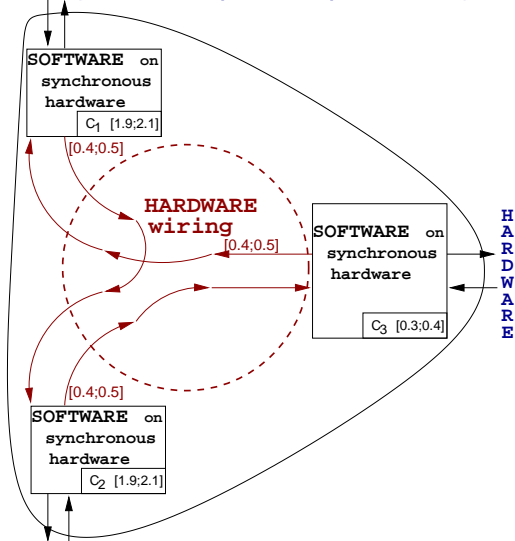 SOFTWARE on
synchronous
hardware
C1 [1.9;2.1]
[0.4;0.5]
HARDWARE
wiring
[0.4;0.5]
SOFTWARE on
synchronous
hardware
C3 [0.3;0.4]
HARDWARE
[0.4;0.5]
SOFTWARE on
synchronous
hardware
C2 [1.9;2.1]